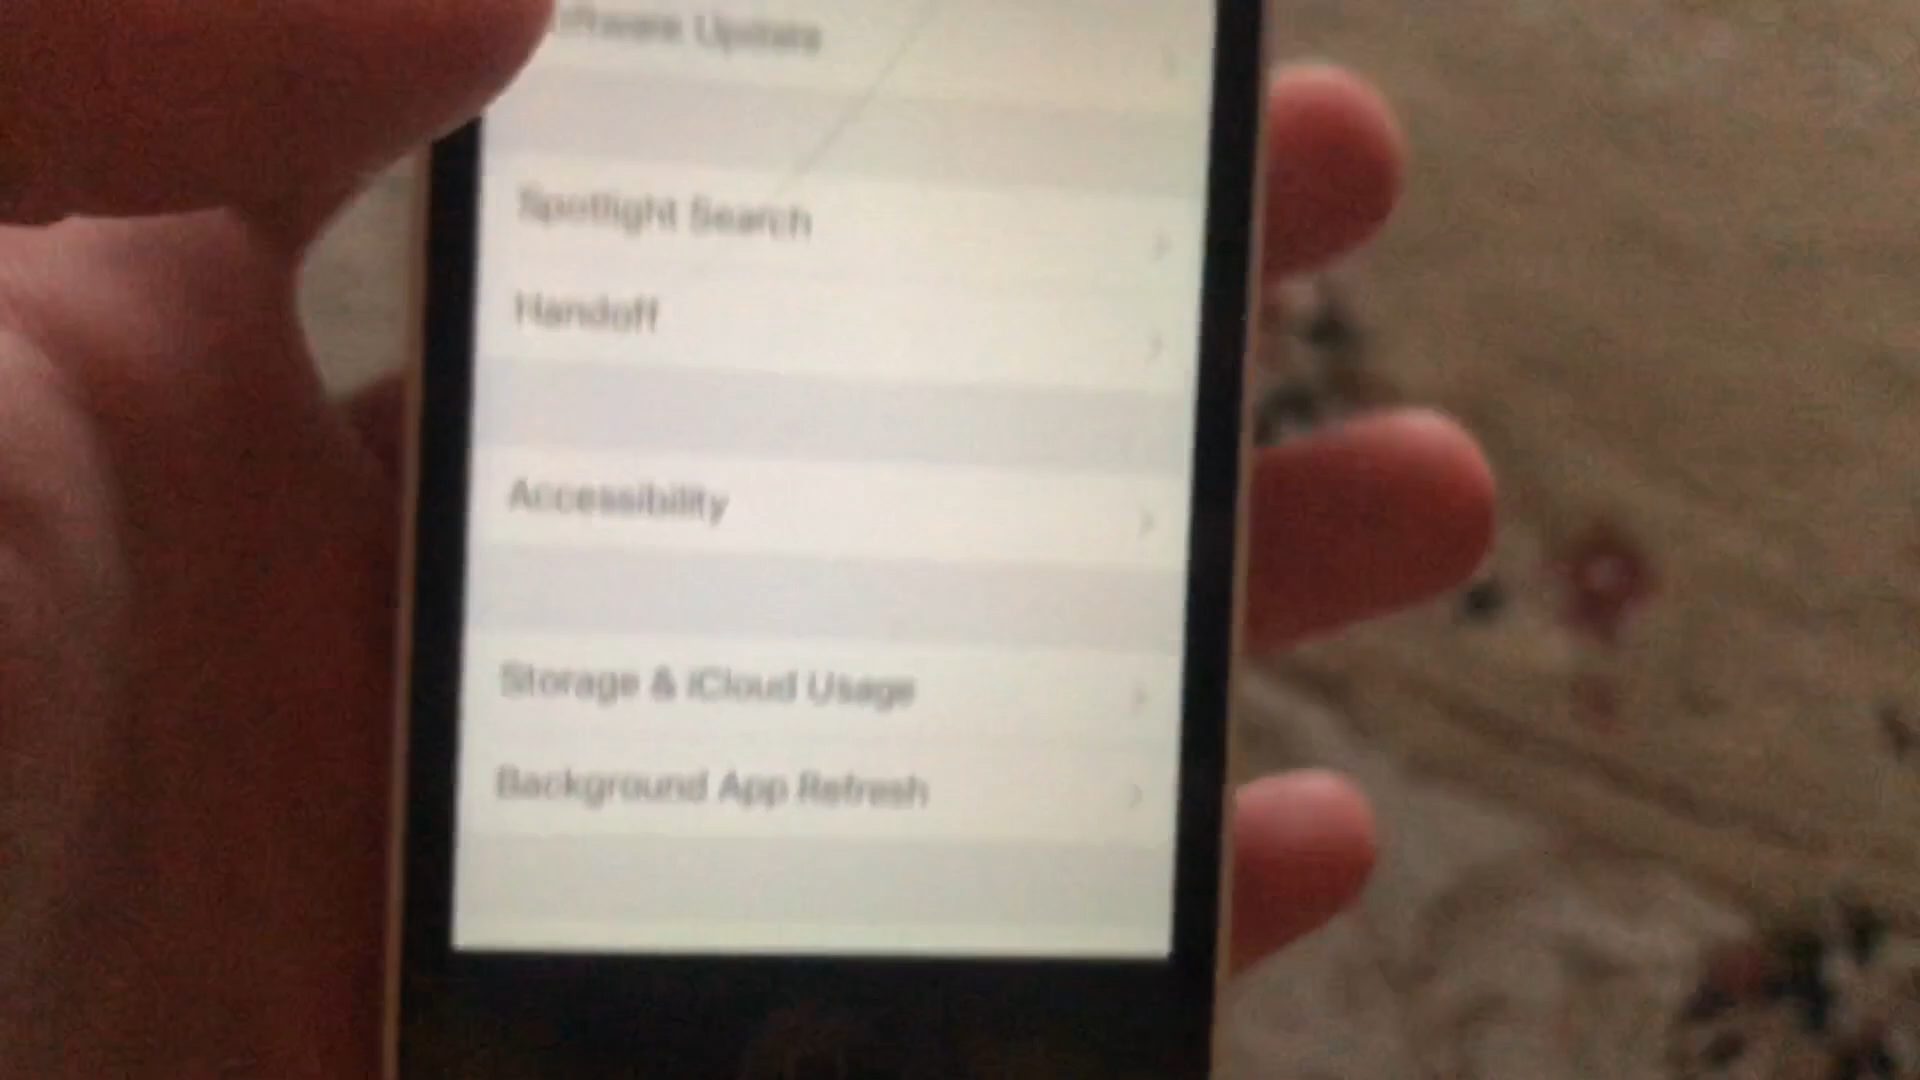 Software Update
Spotlight Search
Handoff
Accessibility
Storage & iCloud Usage
Background App Refresh